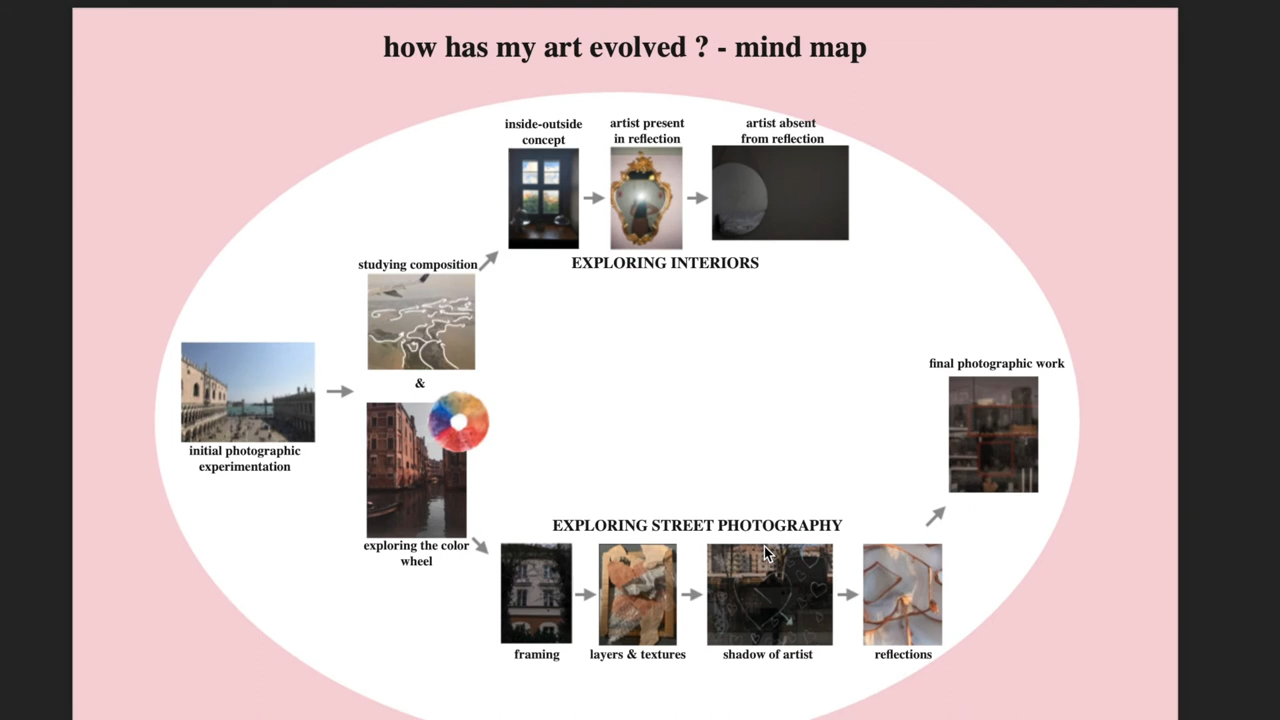 how has my art evolved ? - mind map
inside-outside
concept
artist present
in reflection
artist absent
from reflection
EXPLORING INTERIORS
studying composition
&
initial photographic
experimentation
exploring the color
wheel
EXPLORING STREET PHOTOGRAPHY
framing
layers & textures
shadow of artist
reflections
final photographic work